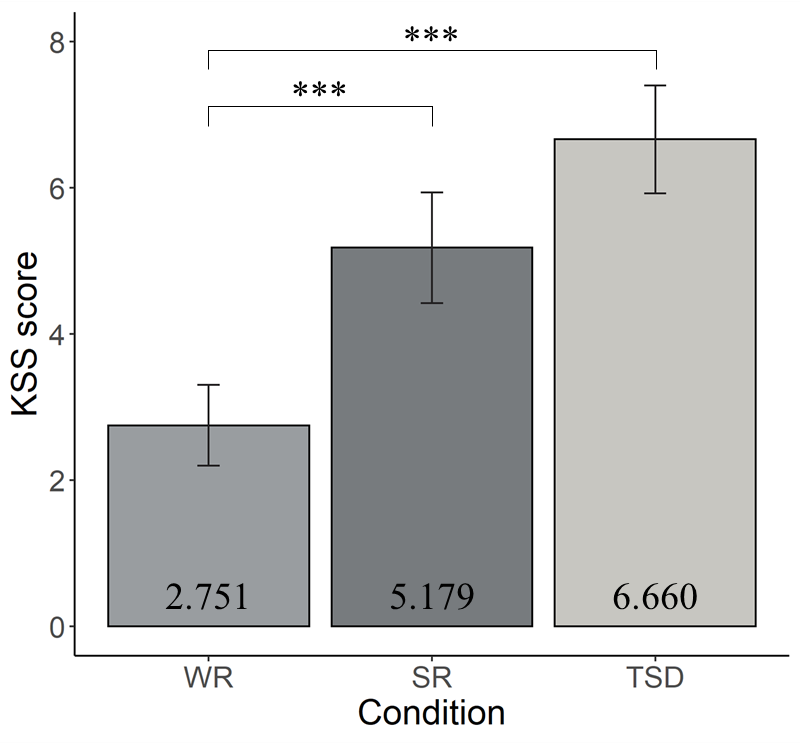 ***
***
8
6
4
2
0
KSS score
2.751
5.179
6.660
WR
SR
TSD
Condition